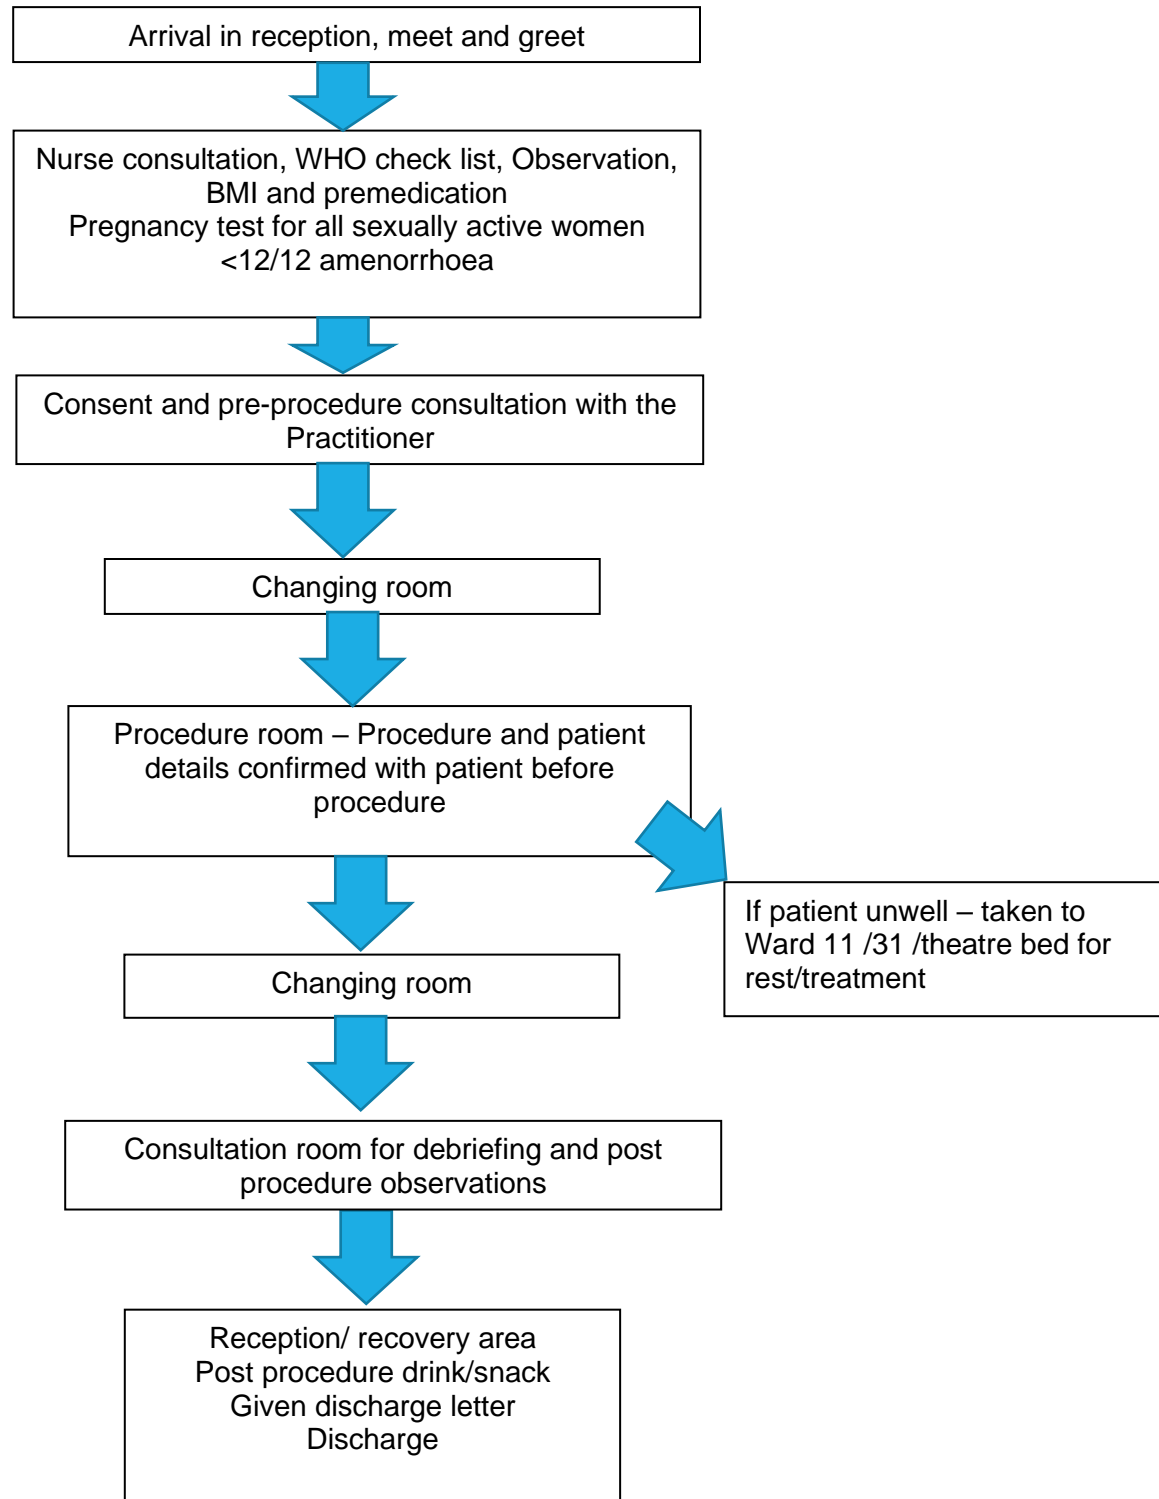 Arrival in reception, meet and greet
Nurse consultation, WHO check list, Observation,
BMI and premedication
Pregnancy test for all sexually active women
<12/12 amenorrhoea
Consent and pre-procedure consultation with the
Practitioner
Changing room
Procedure room – Procedure and patient
details confirmed with patient before
procedure
If patient unwell – taken to
Ward 11 /31 /theatre bed for
rest/treatment
Changing room
Consultation room for debriefing and post
procedure observations
Reception/ recovery area
Post procedure drink/snack
Given discharge letter
Discharge